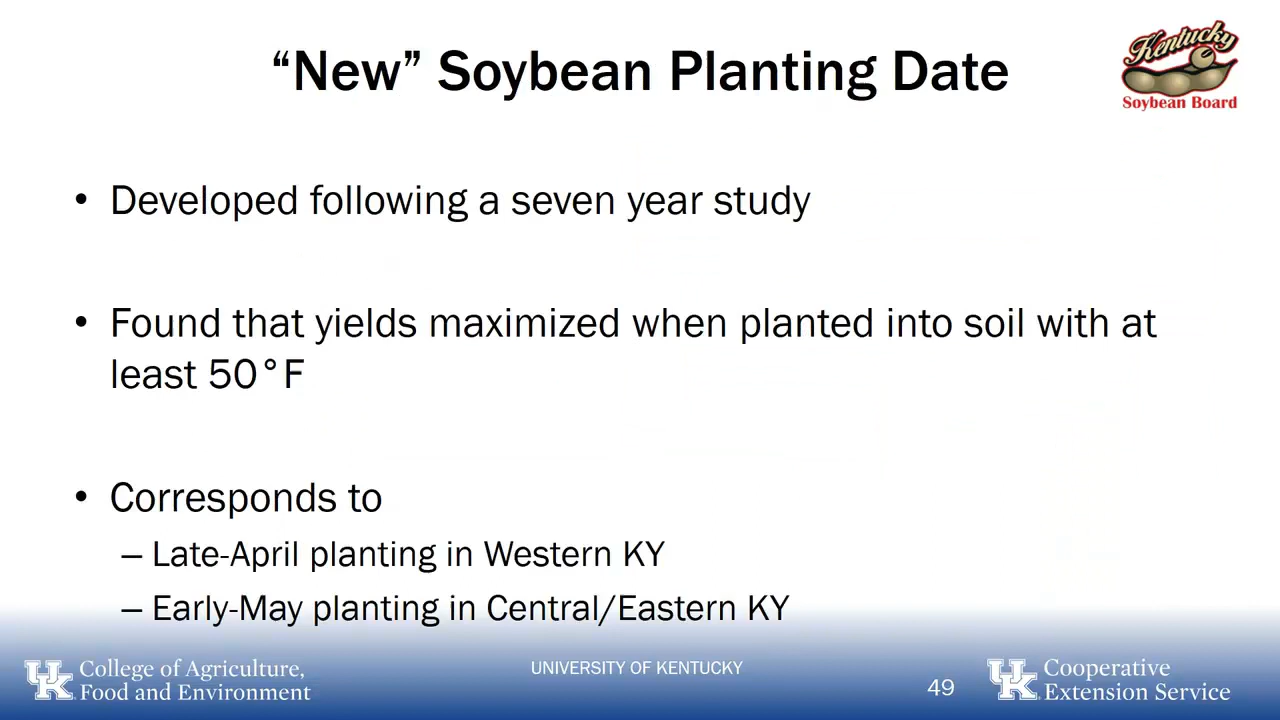 “New” Soybean Planting Date
Kentucky
Soybean Board
• Developed following a seven year study
• Found that yields maximized when planted into soil with at
least 50°F
• Corresponds to
– Late-April planting in Western KY
– Early-May planting in Central/Eastern KY
UK College of Agriculture,
Food and Environment
UNIVERSITY OF KENTUCKY
49
UK Cooperative
Extension Service